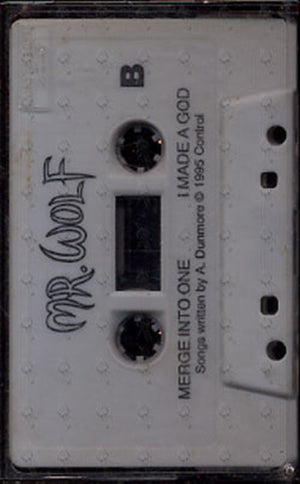 MR. WOLF
B
MERGE INTO ONE I MADE A GOD
Songs written by A. Dunmore © 1995 Control